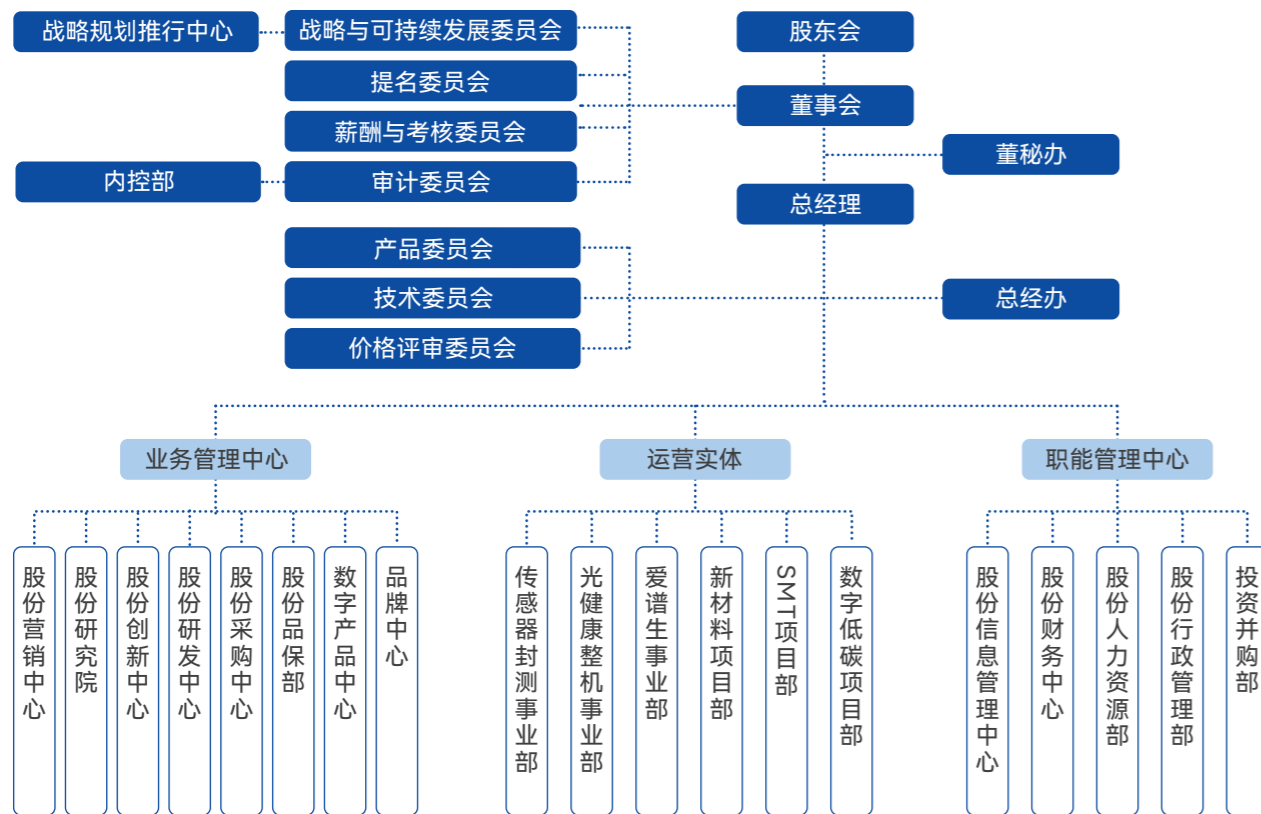 战略规划推行中心
战略与可持续发展委员会
股东会
提名委员会
董事会
薪酬与考核委员会
董秘办
内控部
审计委员会
总经理
产品委员会
技术委员会
总经办
价格评审委员会
业务管理中心
运营实体
职能管理中心
股份营销中心
股份研究院
股份创新中心
股份研发中心
股份采购中心
股份品保部
数字产品中心
品牌中心
传感器封测事业部
光健康整机事业部
爱谱生事业部
新材料项目部
SMT项目部
数字低碳项目部
股份信息管理中心
股份财务中心
股份人力资源部
股份行政管理部
投资并购部